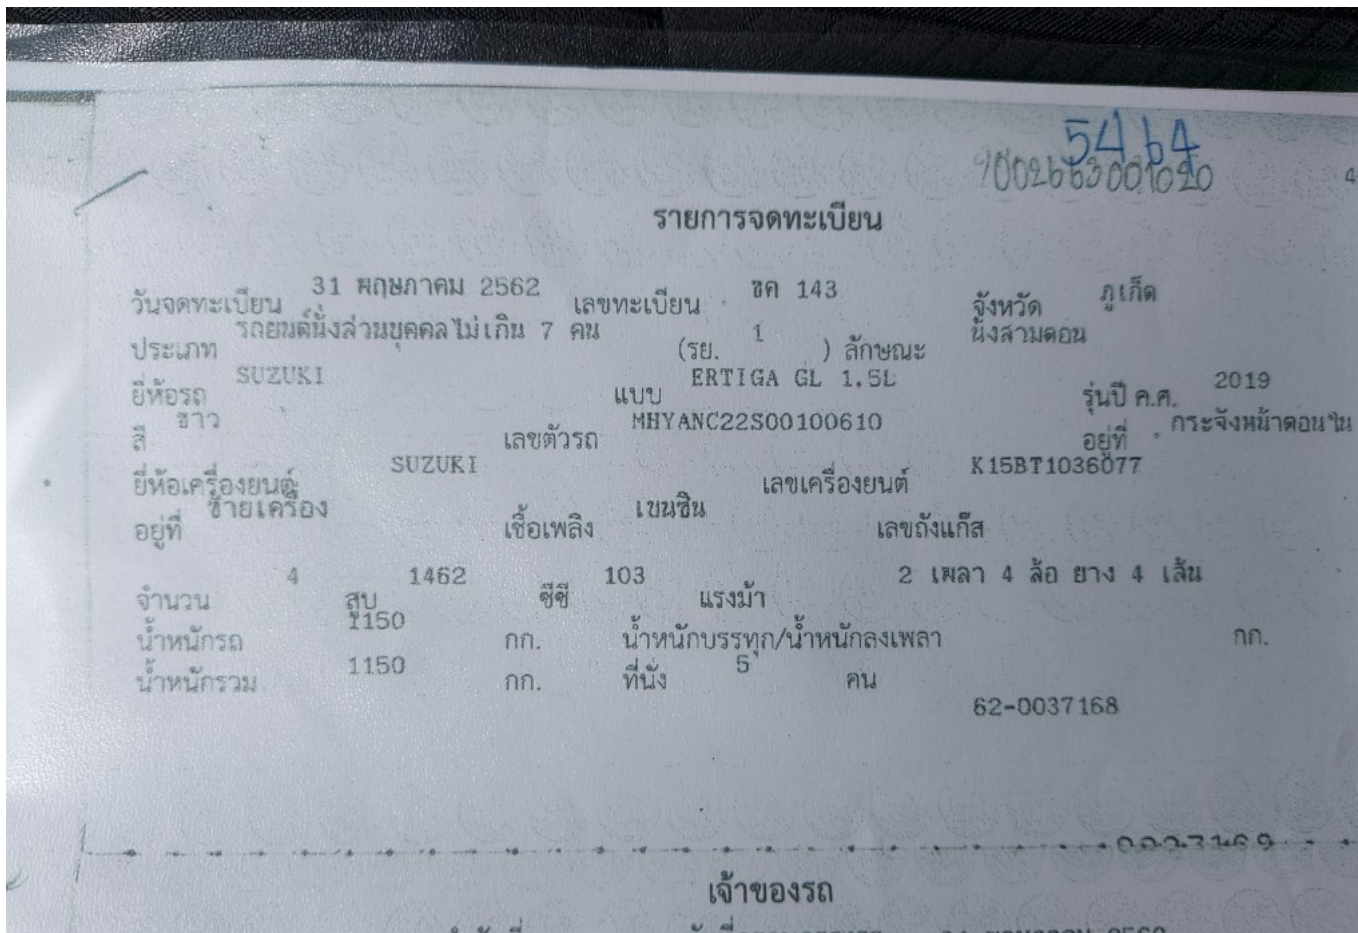 5464
4
รายการจดทะเบียน
วันจดทะเบียน 31 พฤษภาคม 2562 เลขทะเบียน ขค 143 จังหวัด ภูเก็ต
ประเภท รถยนต์นั่งส่วนบุคคลไม่เกิน 7 คน (รย. 1 ) ลักษณะ นั่งสามตอน
ยี่ห้อรถ SUZUKI แบบ ERTIGA GL 1.5L รุ่นปี ค.ศ. 2019
สี ขาว เลขตัวรถ MHYANC22S00100610 อยู่ที่ กระจังหน้าตอนใน
ยี่ห้อเครื่องยนต์ SUZUKI เลขเครื่องยนต์ K15BT1036077
อยู่ที่ ซ้ายเครื่อง เชื้อเพลิง เบนซิน เลขถังแก๊ส
จำนวน 4 สูบ 1462 ซีซี 103 แรงม้า 2 เพลา 4 ล้อ ยาง 4 เส้น
น้ำหนักรถ 1150 กก. น้ำหนักบรรทุก/น้ำหนักลงเพลา กก.
น้ำหนักรวม 1150 กก. ที่นั่ง 5 คน
62-0037168
เจ้าของรถ